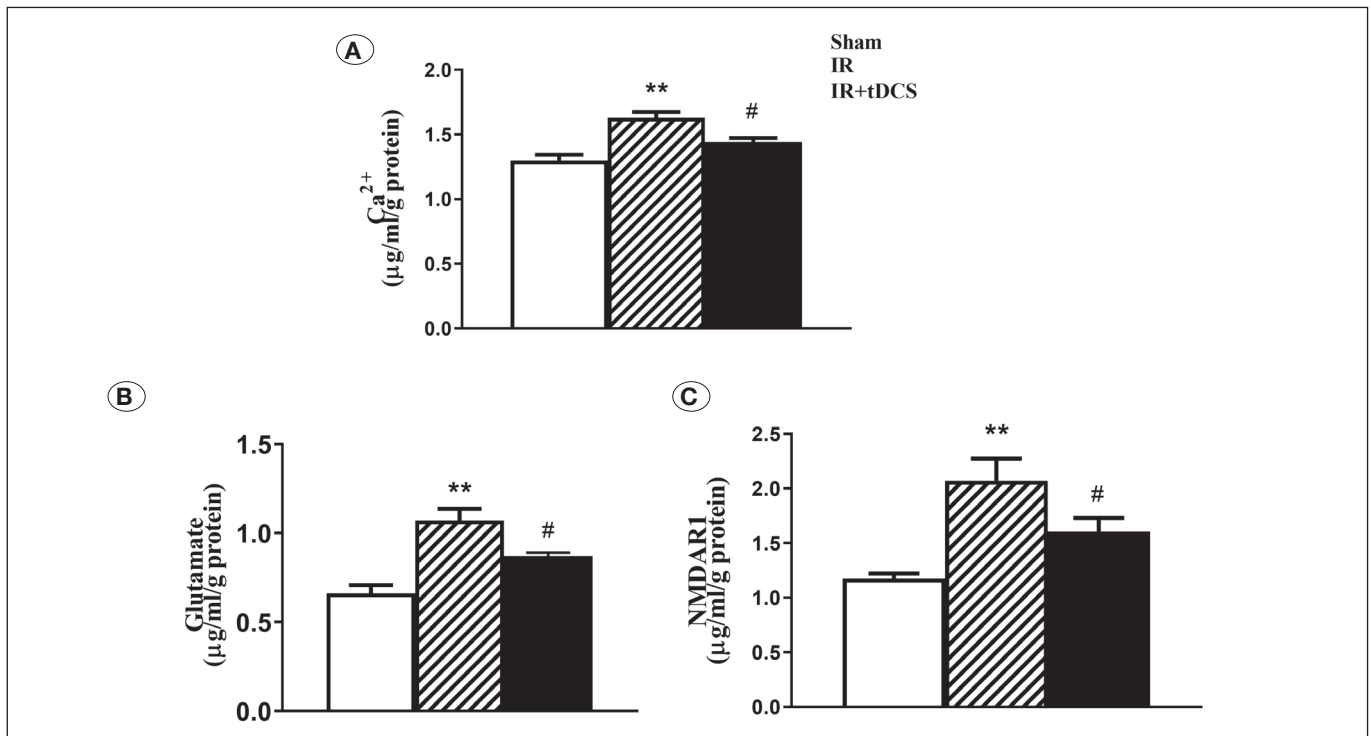 A
Sham
IR
IR+tDCS
2.0
1.5
1.0
0.5
0.0
Ca2+
(µg/ml/g protein)
**
#
B
1.5
1.0
0.5
0.0
Glutamate
(µg/ml/g protein)
**
#
C
2.5
2.0
1.5
1.0
0.5
0.0
NMDAR1
(µg/ml/g protein)
**
#